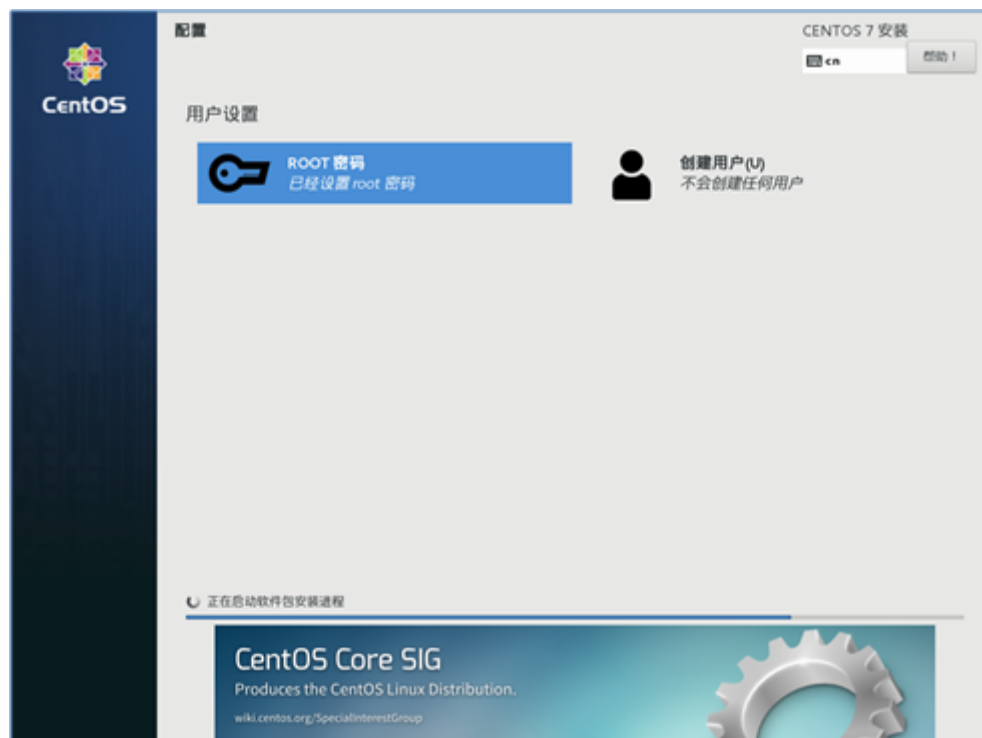 配置
CENTOS 7 安装
cn
帮助！
CentOS
用户设置
ROOT 密码
已经设置 root 密码
创建用户(U)
不会创建任何用户
正在启动软件包安装进程
CentOS Core SIG
Produces the CentOS Linux Distribution.
wiki.centos.org/SpecialInterestGroup